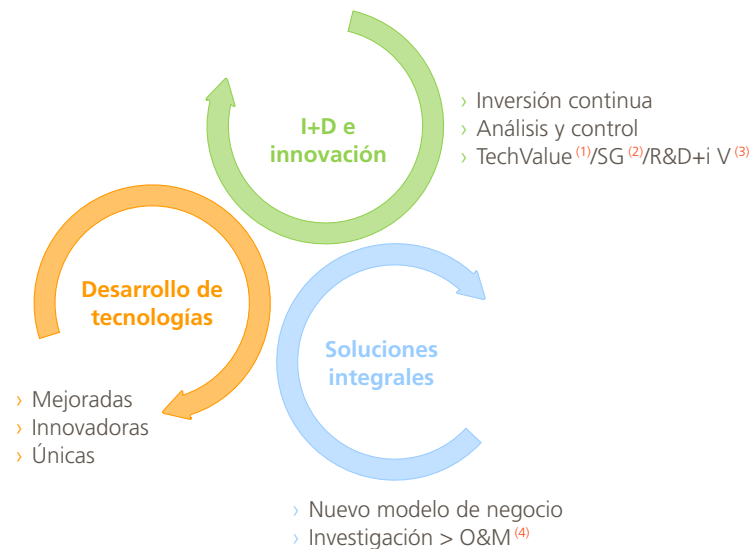 I+D e
innovación
› Inversión continua
› Análisis y control
› TechValue (1)/SG (2)/R&D+i V (3)
Desarrollo de
tecnologías
› Mejoradas
› Innovadoras
› Únicas
Soluciones
integrales
› Nuevo modelo de negocio
› Investigación > O&M (4)